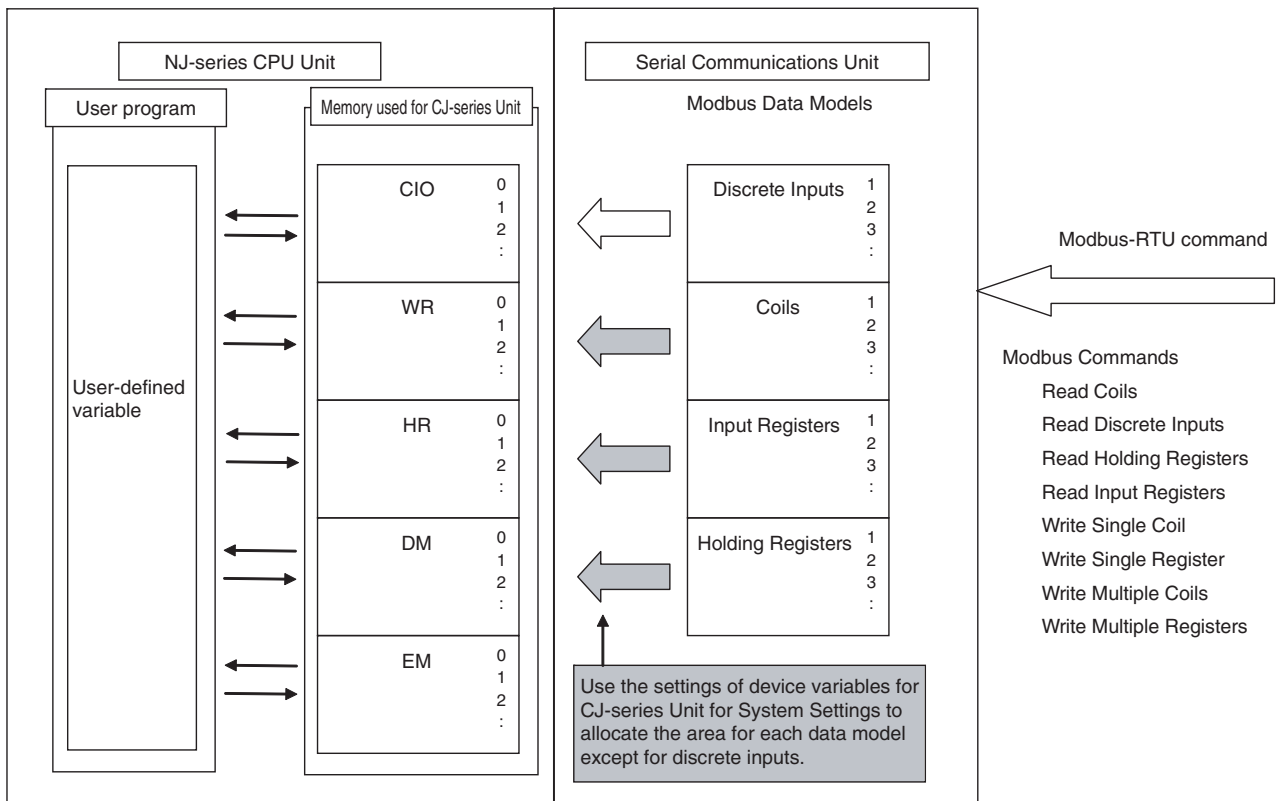 NJ-series CPU Unit
User program
Memory used for CJ-series Unit
User-defined
variable
CIO
0
1
2
:
WR
0
1
2
:
HR
0
1
2
:
DM
0
1
2
:
EM
0
1
2
:
Serial Communications Unit
Modbus Data Models
Discrete Inputs
1
2
3
:
Coils
1
2
3
:
Input Registers
1
2
3
:
Holding Registers
1
2
3
:
Use the settings of device variables for
CJ-series Unit for System Settings to
allocate the area for each data model
except for discrete inputs.
Modbus-RTU command
Modbus Commands
Read Coils
Read Discrete Inputs
Read Holding Registers
Read Input Registers
Write Single Coil
Write Single Register
Write Multiple Coils
Write Multiple Registers